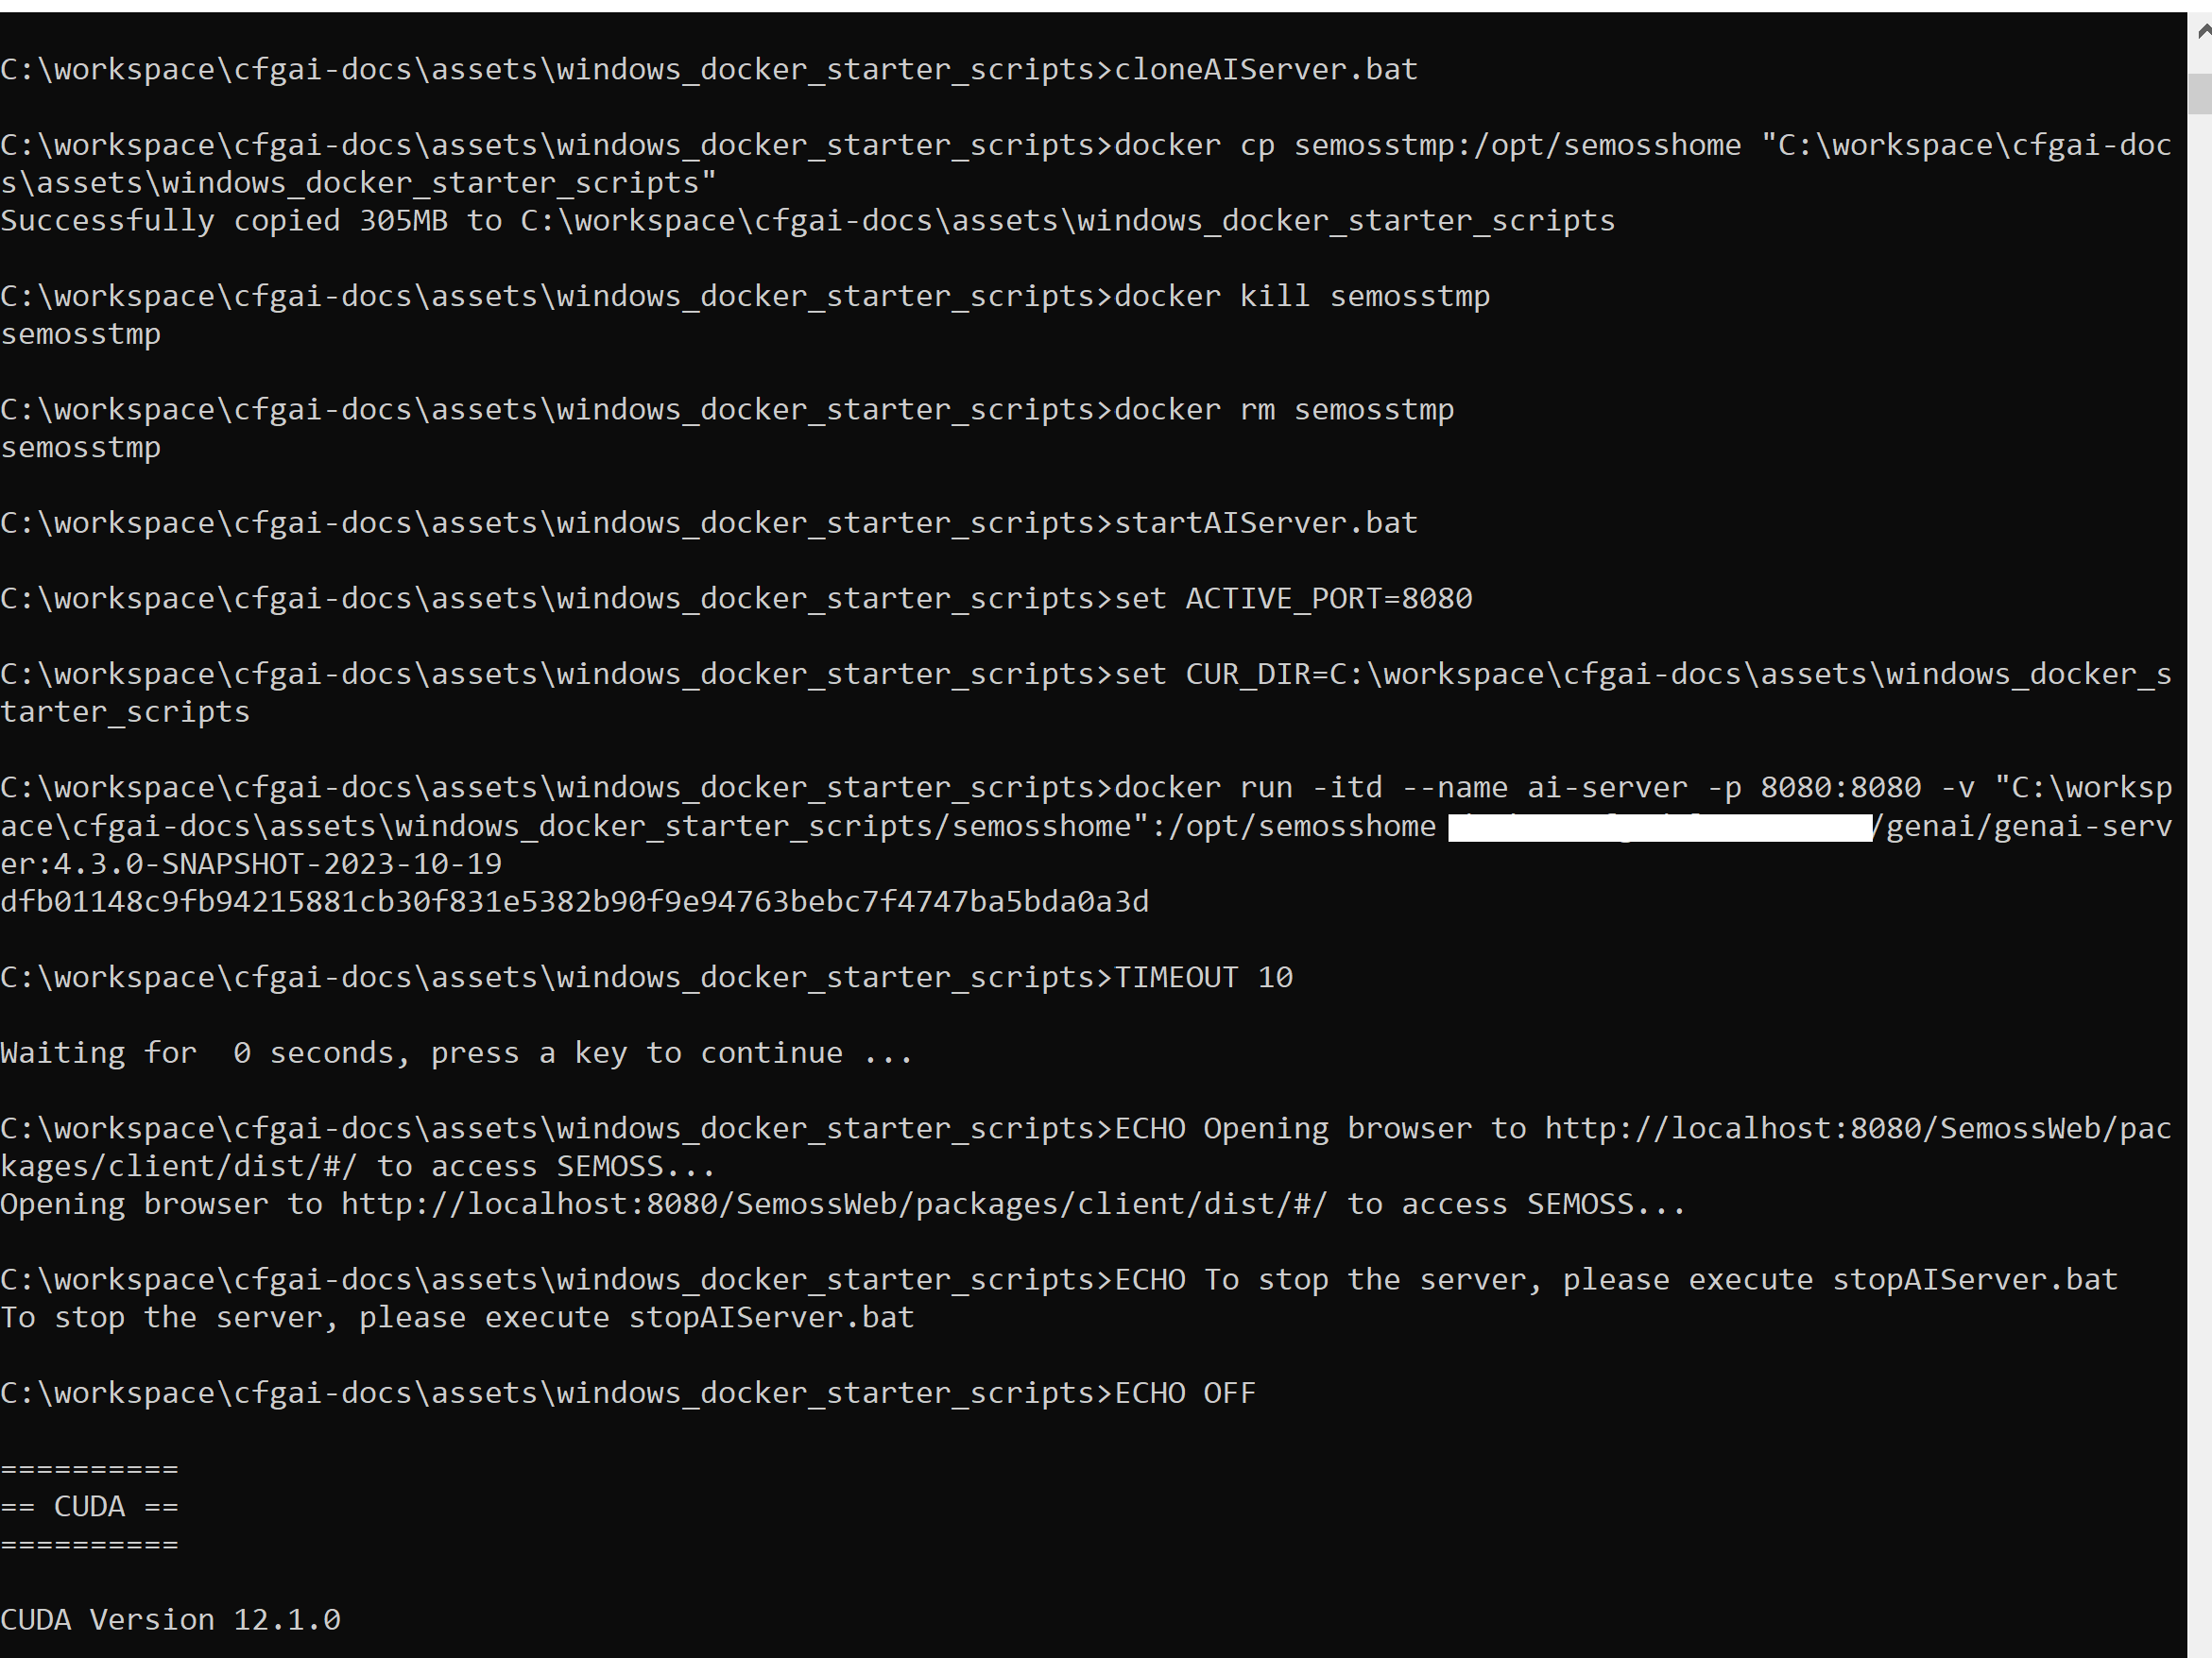 C:\workspace\cfgai-docs\assets\windows_docker_starter_scripts>cloneAIServer.bat
C:\workspace\cfgai-docs\assets\windows_docker_starter_scripts>docker cp semosstmp:/opt/semosshome "C:\workspace\cfgai-doc
s\assets\windows_docker_starter_scripts"
Successfully copied 305MB to C:\workspace\cfgai-docs\assets\windows_docker_starter_scripts
C:\workspace\cfgai-docs\assets\windows_docker_starter_scripts>docker kill semosstmp
semosstmp
C:\workspace\cfgai-docs\assets\windows_docker_starter_scripts>docker rm semosstmp
semosstmp
C:\workspace\cfgai-docs\assets\windows_docker_starter_scripts>startAIServer.bat
C:\workspace\cfgai-docs\assets\windows_docker_starter_scripts>set ACTIVE_PORT=8080
C:\workspace\cfgai-docs\assets\windows_docker_starter_scripts>set CUR_DIR=C:\workspace\cfgai-docs\assets\windows_docker_s
tarter_scripts
C:\workspace\cfgai-docs\assets\windows_docker_starter_scripts>docker run -itd --name ai-server -p 8080:8080 -v "C:\worksp
ace\cfgai-docs\assets\windows_docker_starter_scripts/semosshome":/opt/semosshome /genai/genai-serv
er:4.3.0-SNAPSHOT-2023-10-19
dfb01148c9fb94215881cb30f831e5382b90f9e94763bebc7f4747ba5bda0a3d
C:\workspace\cfgai-docs\assets\windows_docker_starter_scripts>TIMEOUT 10
Waiting for  0 seconds, press a key to continue ...
C:\workspace\cfgai-docs\assets\windows_docker_starter_scripts>ECHO Opening browser to http://localhost:8080/SemossWeb/pac
kages/client/dist/#/ to access SEMOSS...
Opening browser to http://localhost:8080/SemossWeb/packages/client/dist/#/ to access SEMOSS...
C:\workspace\cfgai-docs\assets\windows_docker_starter_scripts>ECHO To stop the server, please execute stopAIServer.bat
To stop the server, please execute stopAIServer.bat
C:\workspace\cfgai-docs\assets\windows_docker_starter_scripts>ECHO OFF
==========
== CUDA ==
==========
CUDA Version 12.1.0